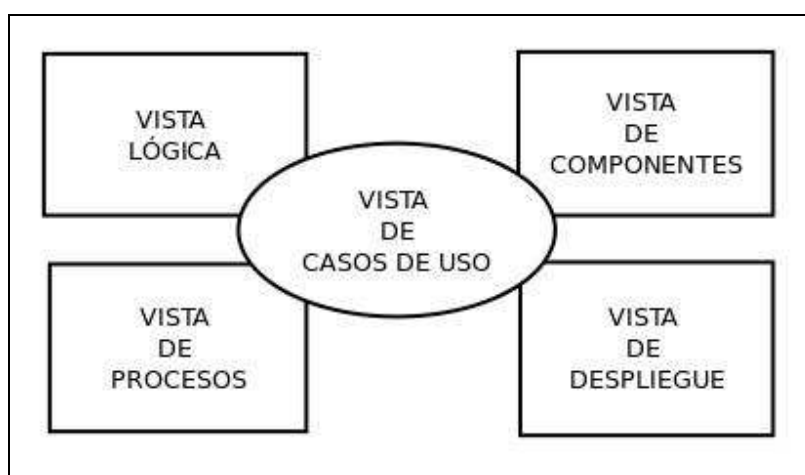 VISTA
LÓGICA
VISTA
DE
COMPONENTES
VISTA
DE
CASOS DE USO
VISTA
DE
PROCESOS
VISTA
DE
DESPLIEGUE